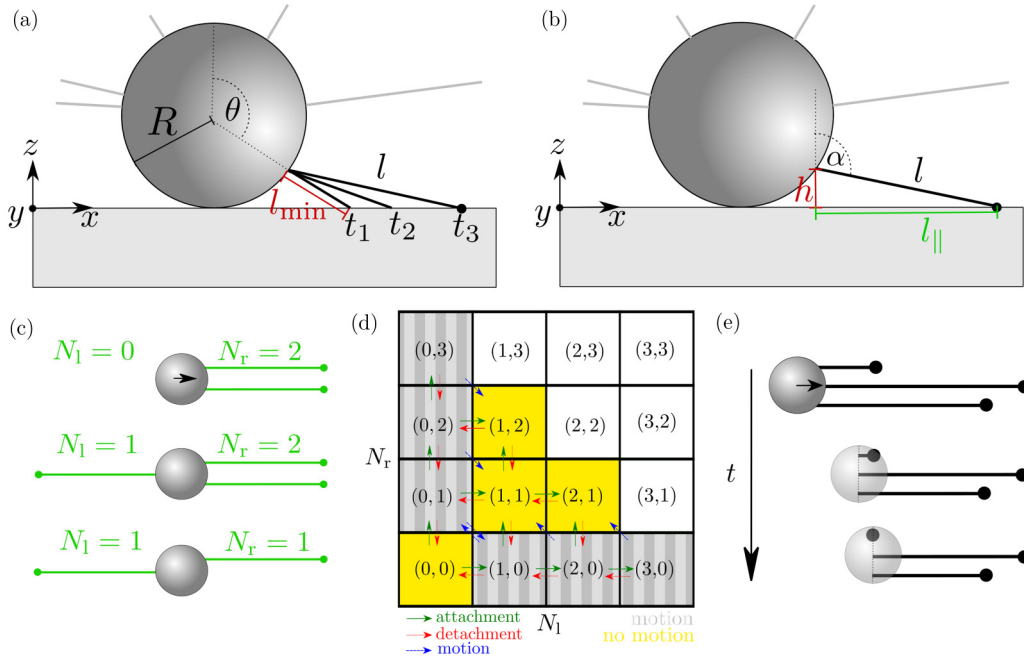 (a)
R
θ
l
l_min
z
y
x
t_1
t_2
t_3
(b)
α
l
h
l_∥
z
y
x
(c)
N_l = 0
N_r = 2
N_l = 1
N_r = 2
N_l = 1
N_r = 1
(d)
(0,3) (1,3) (2,3) (3,3)
(0,2) (1,2) (2,2) (3,2)
N_r
(0,1) (1,1) (2,1) (3,1)
(0,0) (1,0) (2,0) (3,0)
attachment
detachment
motion
N_l
motion
no motion
(e)
t